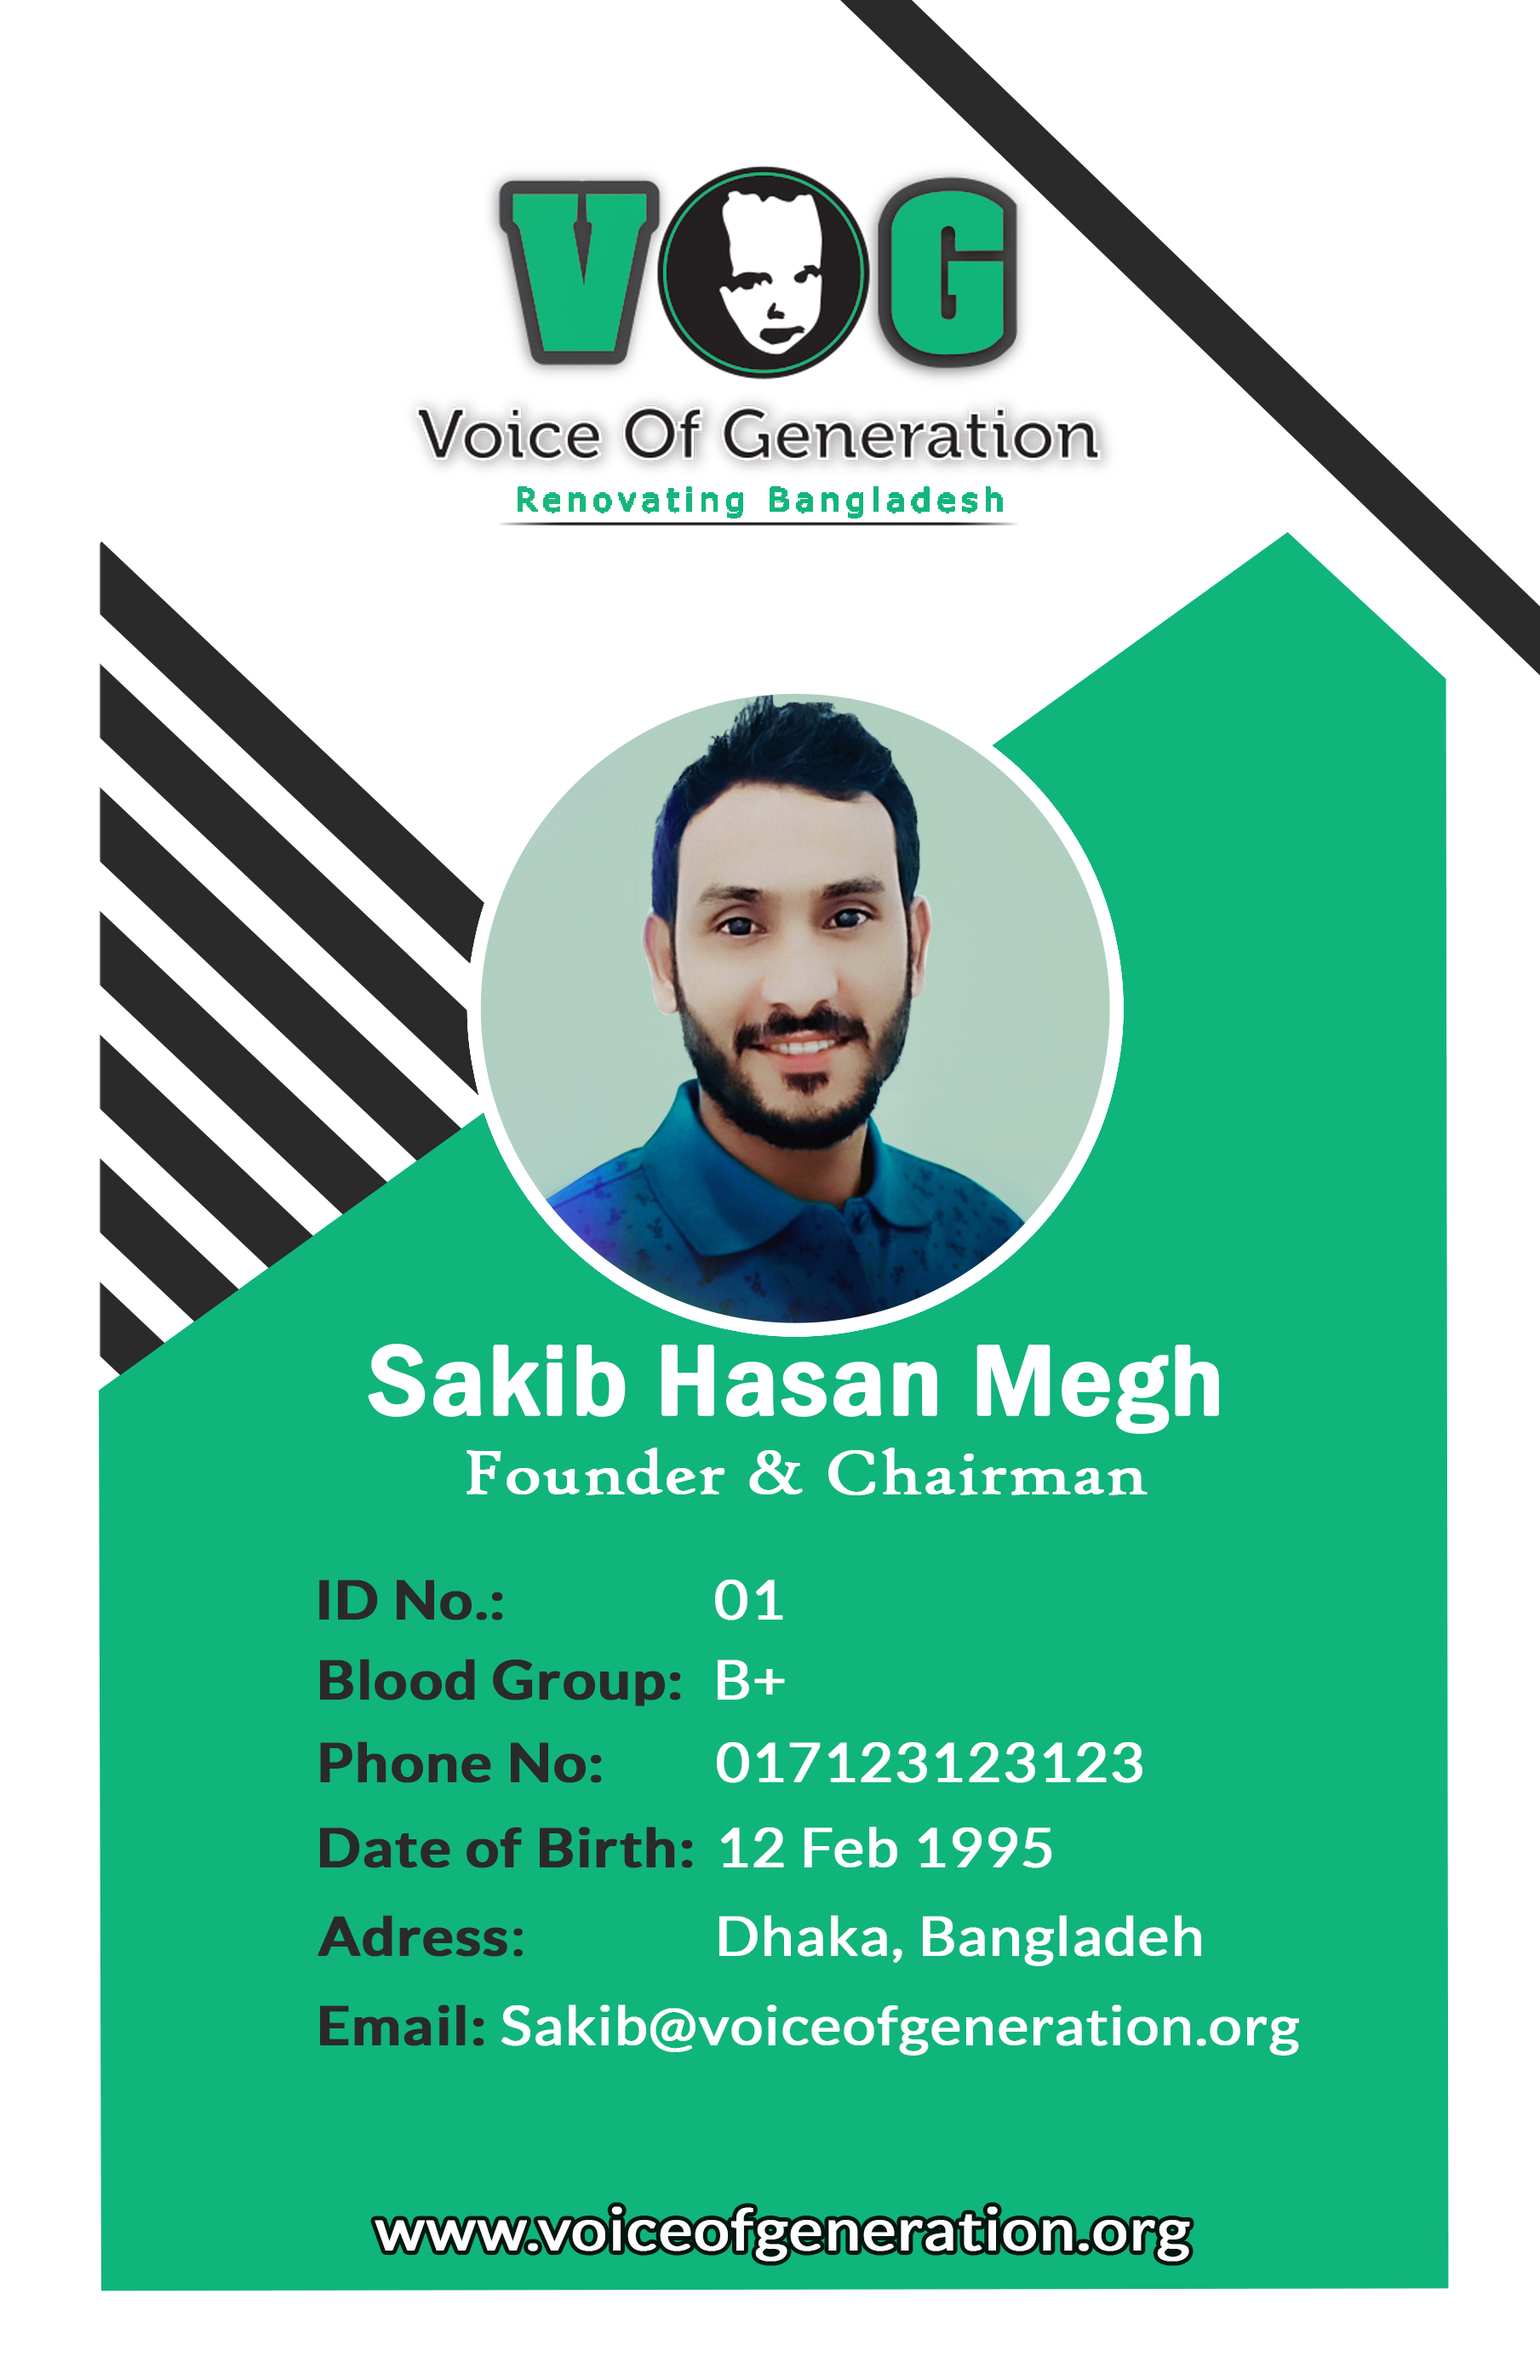 VOG
Voice Of Generation
Renovating Bangladesh
Sakib Hasan Megh
Founder & Chairman
ID No.: 01
Blood Group: B+
Phone No: 017123123123
Date of Birth: 12 Feb 1995
Adress: Dhaka, Bangladeh
Email: Sakib@voiceofgeneration.org
www.voiceofgeneration.org